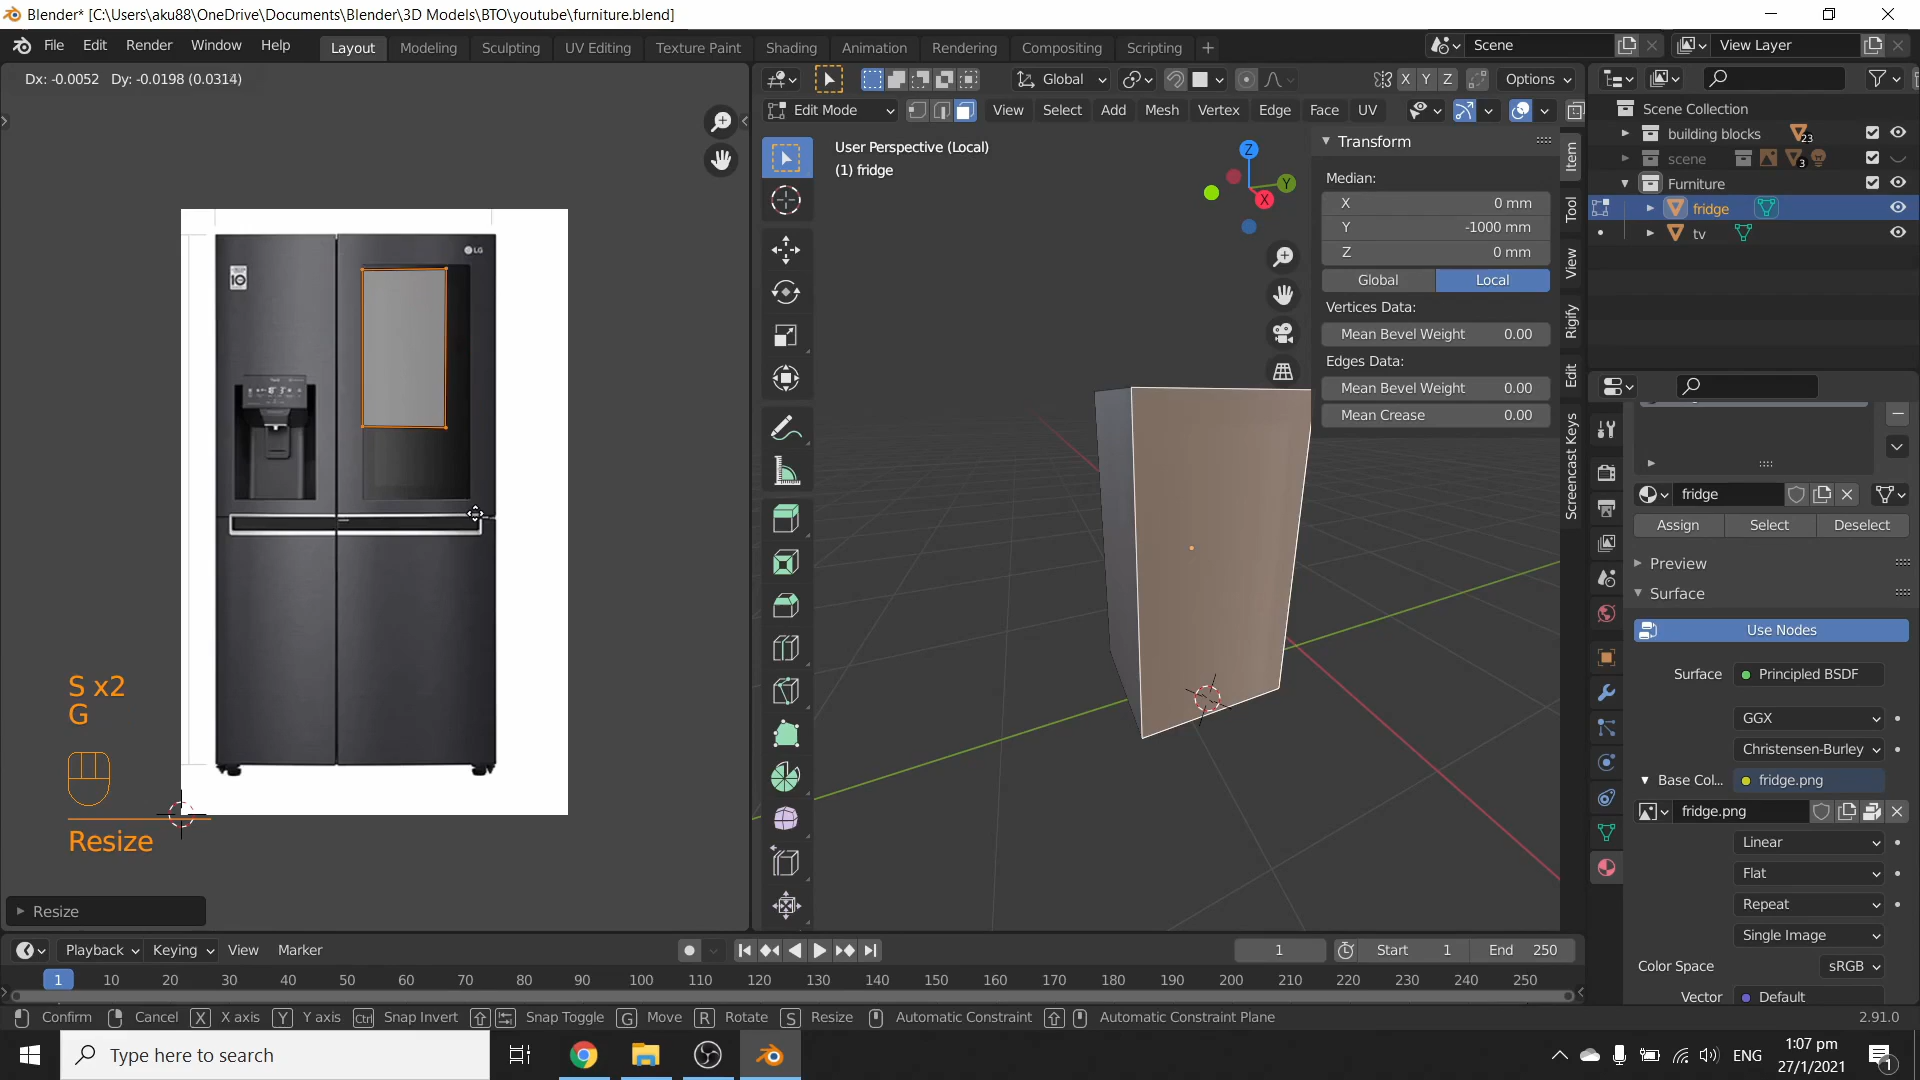 Blender* [C:\Users\aku88\OneDrive\Documents\Blender\3D Models\BTO\youtube\furniture.blend]
File Edit Render Window Help Layout Modeling Sculpting UV Editing Texture Paint Shading Animation Rendering Compositing Scripting + Scene View Layer
Dx: -0.0052 Dy: -0.0198 (0.0314) Global X Y Z Options
Edit Mode View Select Add Mesh Vertex Edge Face UV
User Perspective (Local)
(1) fridge
LG
Z
Y
X
Transform
Median:
X 0 mm
Y -1000 mm
Z 0 mm
Global Local
Vertices Data:
Mean Bevel Weight 0.00
Edges Data:
Mean Bevel Weight 0.00
Mean Crease 0.00
Item
Tool
View
Rigify
Edit
Screencast Keys
Scene Collection
building blocks 23
scene 3
Furniture
fridge
tv
fridge
Assign Select Deselect
Preview
Surface
Use Nodes
Surface Principled BSDF
GGX
Christensen-Burley
Base Col... fridge.png
fridge.png
Linear
Flat
Repeat
Single Image
Color Space sRGB
Vector Default
S x2
G
Resize
Resize
Playback Keying View Marker 1 Start 1 End 250
1 10 20 30 40 50 60 70 80 90 100 110 120 130 140 150 160 170 180 190 200 210 220 230 240 250
Confirm Cancel X X axis Y Y axis Ctrl Snap Invert Snap Toggle G Move R Rotate S Resize Automatic Constraint Automatic Constraint Plane 2.91.0
Type here to search
ENG
1:07 pm
27/1/2021
1